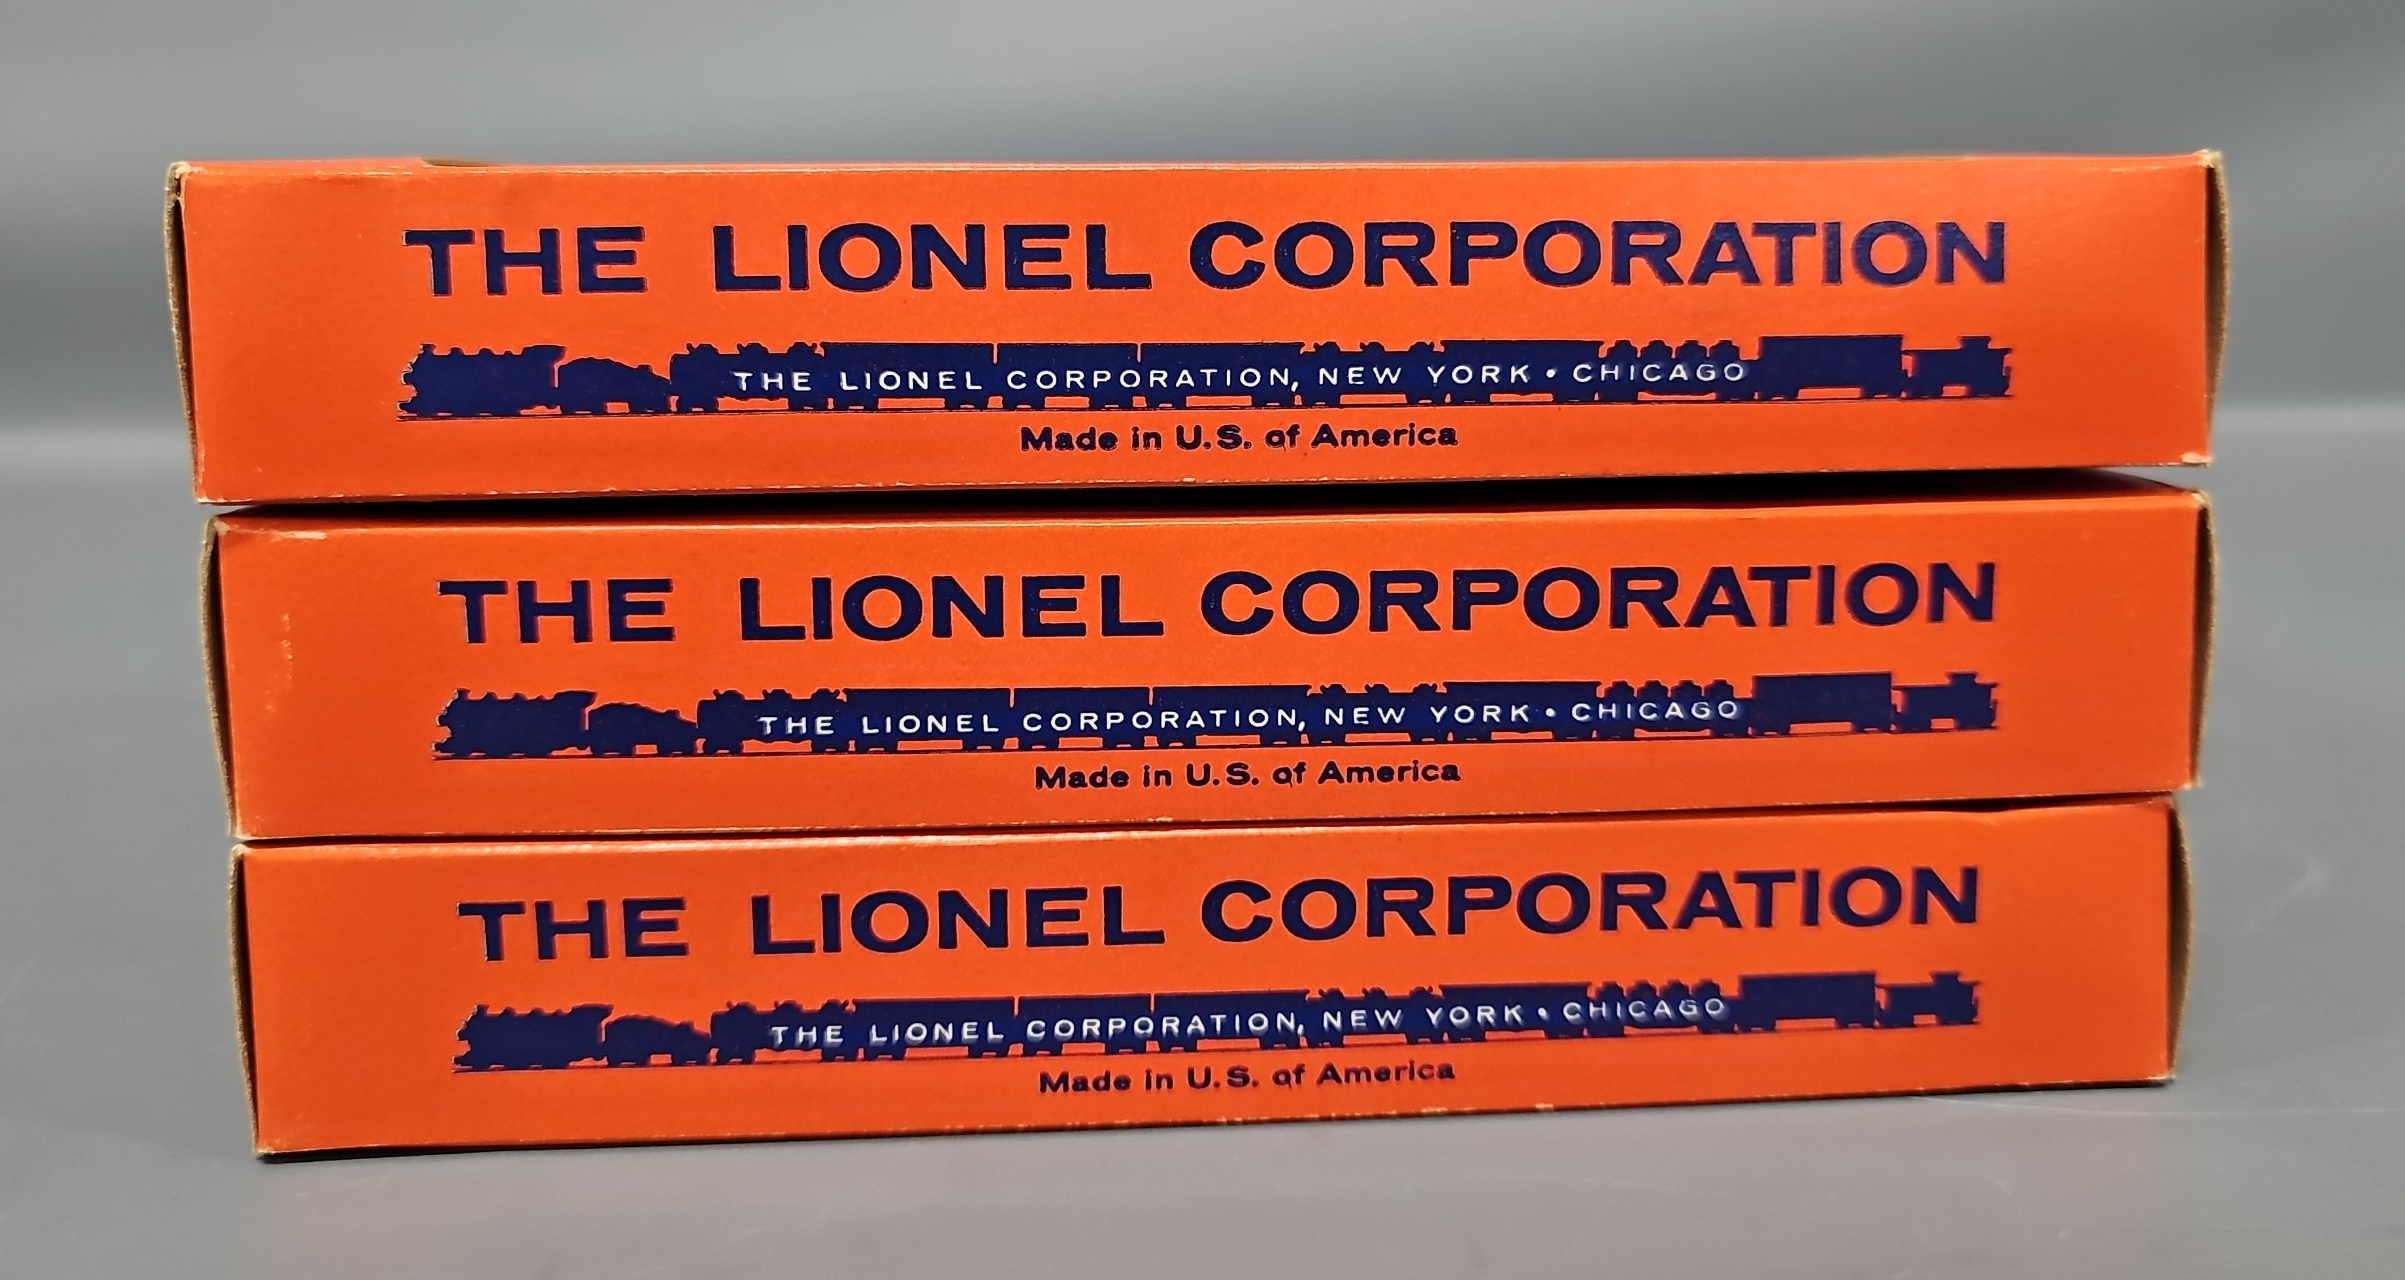 THE LIONEL CORPORATION
THE LIONEL CORPORATION, NEW YORK • CHICAGO
Made in U.S. of America
THE LIONEL CORPORATION
THE LIONEL CORPORATION, NEW YORK • CHICAGO
Made in U.S. of America
THE LIONEL CORPORATION
THE LIONEL CORPORATION, NEW YORK • CHICAGO
Made in U.S. of America